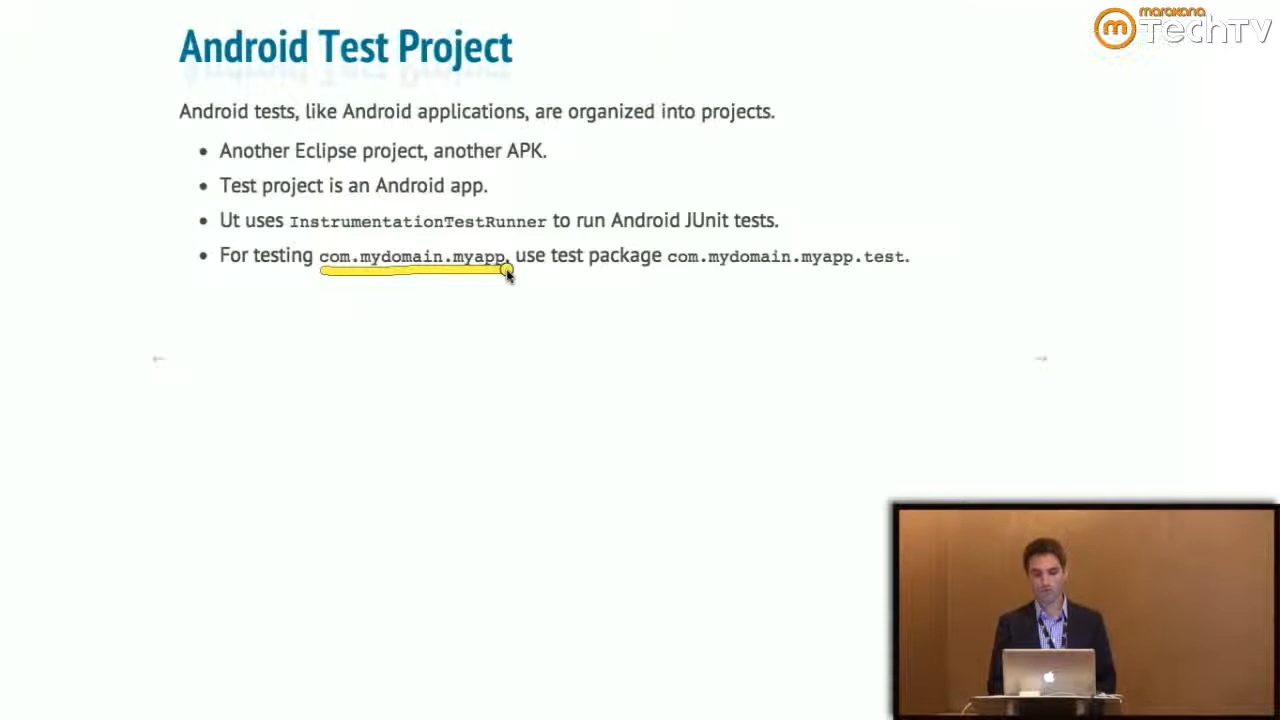 marakana
TechTV
Android Test Project
Android tests, like Android applications, are organized into projects.
• Another Eclipse project, another APK.
• Test project is an Android app.
• Ut uses InstrumentationTestRunner to run Android JUnit tests.
• For testing com.mydomain.myapp, use test package com.mydomain.myapp.test.